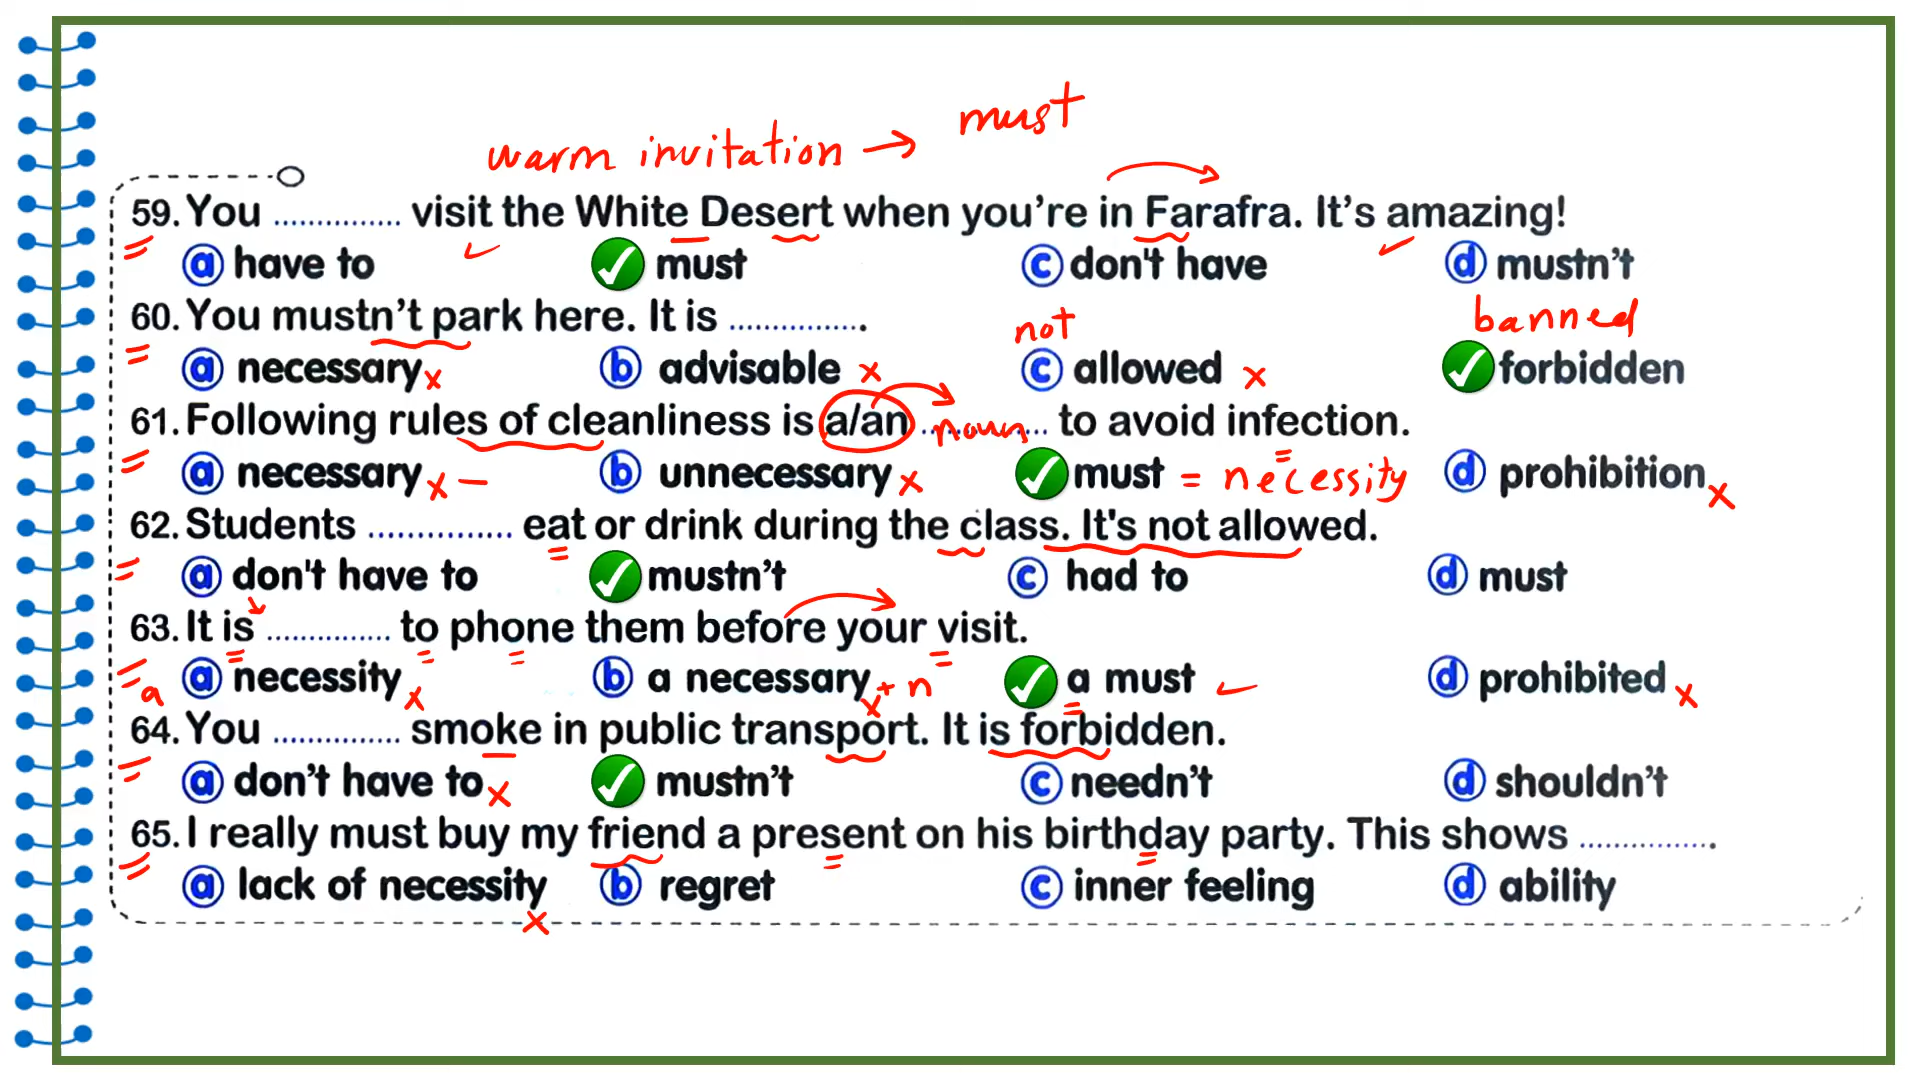 warm invitation → must
59. You .............. visit the White Desert when you're in Farafra. It's amazing!
a have to b must c don't have d mustn't
60. You mustn't park here. It is ...............
not banned
a necessary x b advisable x c allowed x d forbidden
61. Following rules of cleanliness is a/an .... noun .... to avoid infection.
a necessary x – b unnecessary x must = necessity d prohibition x
62. Students ............... eat or drink during the class. It's not allowed.
a don't have to mustn't c had to d must
63. It is .............. to phone them before your visit.
a a necessity x b a necessary x + n a must ✓ d prohibited x
64. You .............. smoke in public transport. It is forbidden.
a don't have to x mustn't c needn't d shouldn't
65. I really must buy my friend a present on his birthday party. This shows ...............
a lack of necessity x b regret c inner feeling d ability